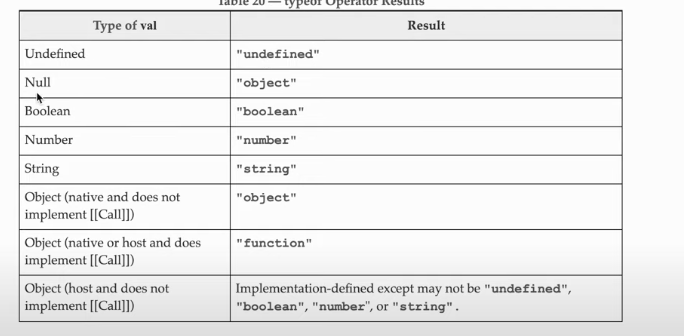 Table 20 — typeof Operator Results
Type of val Result
Undefined "undefined"
Null "object"
Boolean "boolean"
Number "number"
String "string"
Object (native and does not "object"
implement [[Call]])
Object (native or host and does "function"
implement [[Call]])
Object (host and does not Implementation-defined except may not be "undefined",
implement [[Call]]) "boolean", "number", or "string".